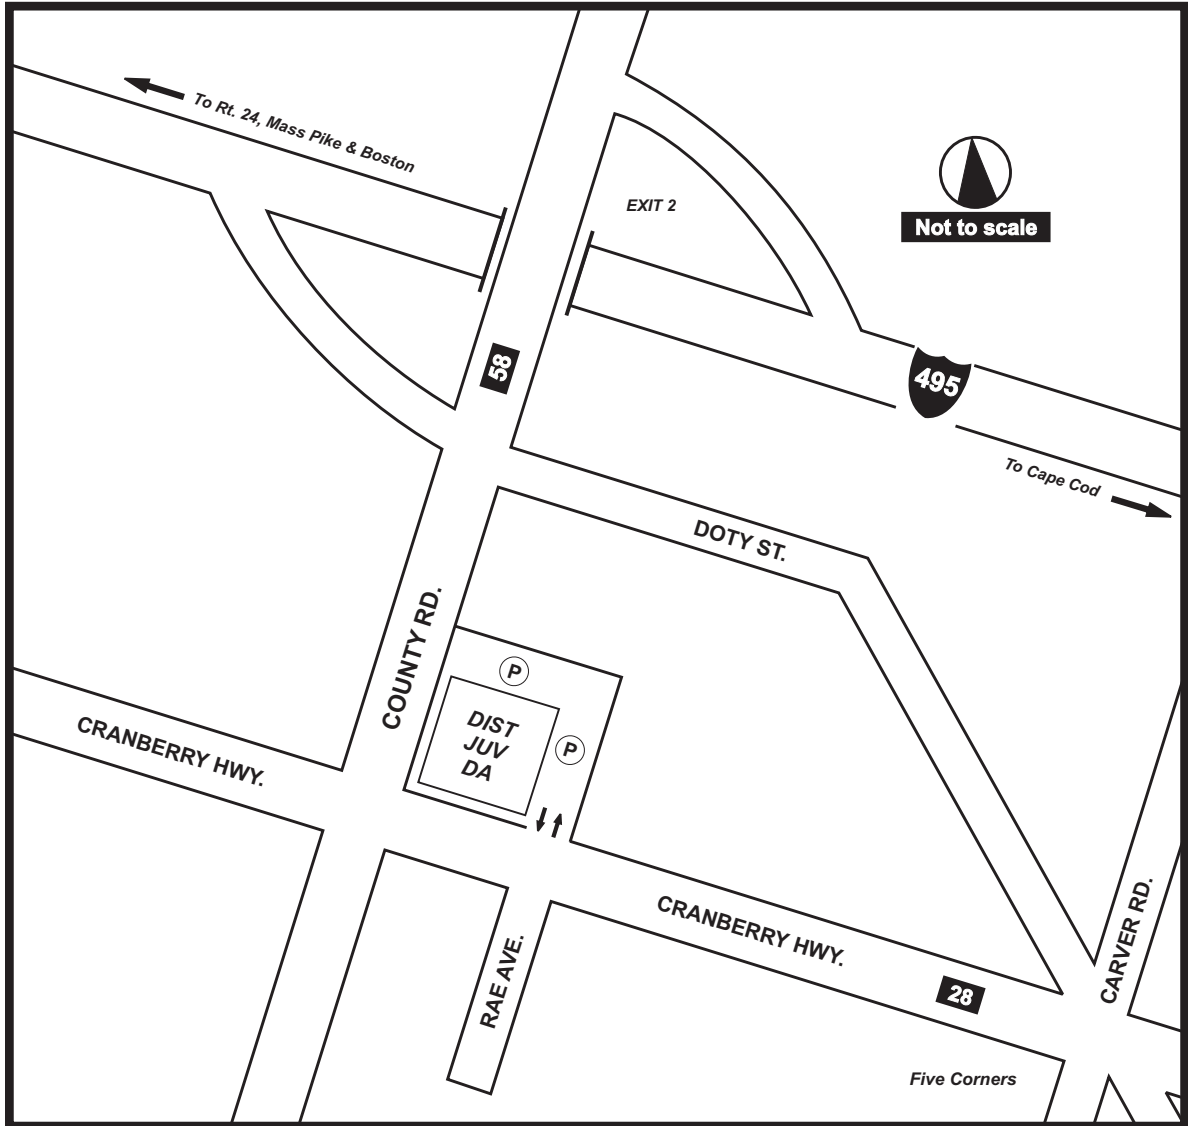 To Rt. 24, Mass Pike & Boston
EXIT 2
Not to scale
58
495
To Cape Cod
DOTY ST.
COUNTY RD.
P
DIST
JUV
DA
P
CRANBERRY HWY.
CRANBERRY HWY.
CARVER RD.
RAE AVE.
28
Five Corners